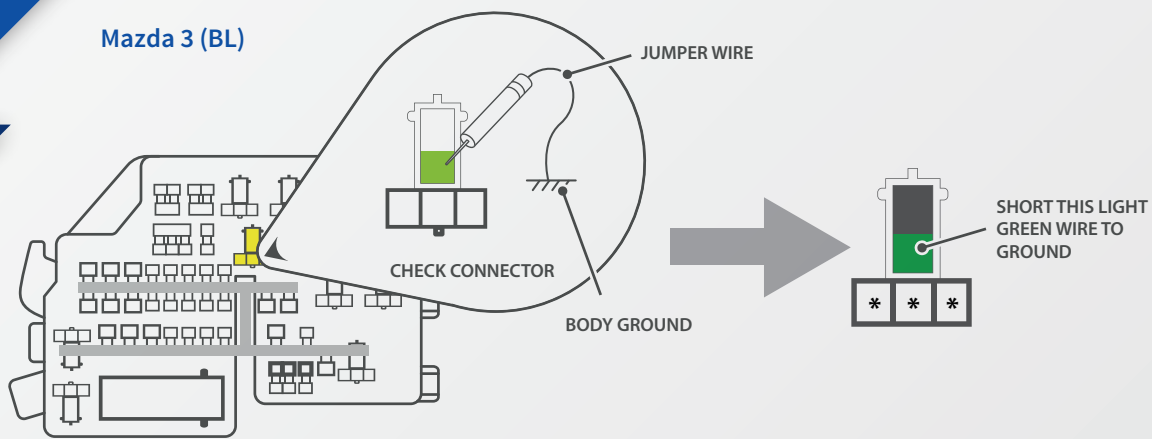 Mazda 3 (BL)
JUMPER WIRE
CHECK CONNECTOR
BODY GROUND
SHORT THIS LIGHT
GREEN WIRE TO
GROUND
* * *